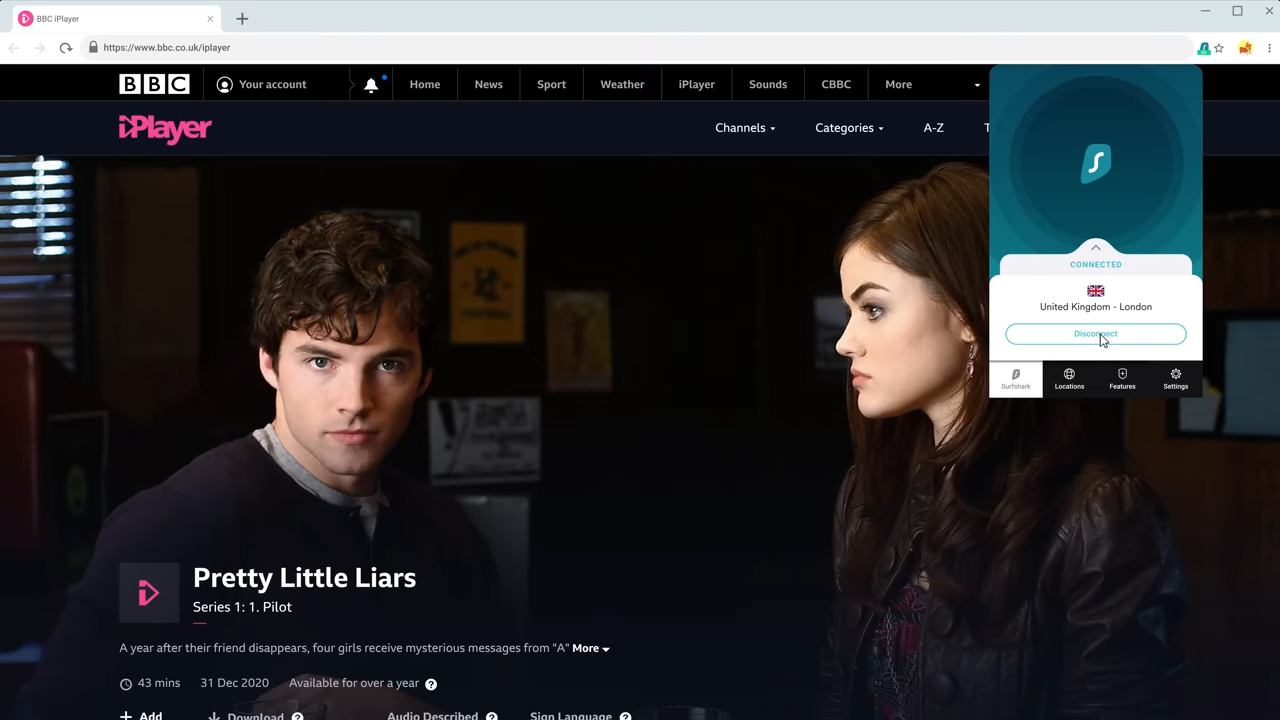 BBC iPlayer
https://www.bbc.co.uk/iplayer
BBC
Your account
Home
News
Sport
Weather
iPlayer
Sounds
CBBC
More
iPlayer
Channels
Categories
A-Z
T
CONNECTED
United Kingdom - London
Disconnect
Surfshark
Locations
Features
Settings
Pretty Little Liars
Series 1: 1. Pilot
A year after their friend disappears, four girls receive mysterious messages from "A" More
43 mins
31 Dec 2020
Available for over a year ?
+ Add
Download ?
Audio Described ?
Sign Language ?